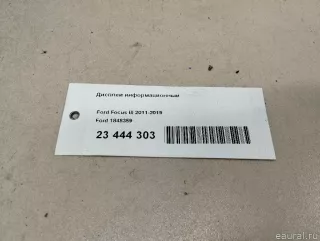 Дисплей информационный
Ford Focus III 2011-2019
Ford 1848289
23 444 303
eaural.ru